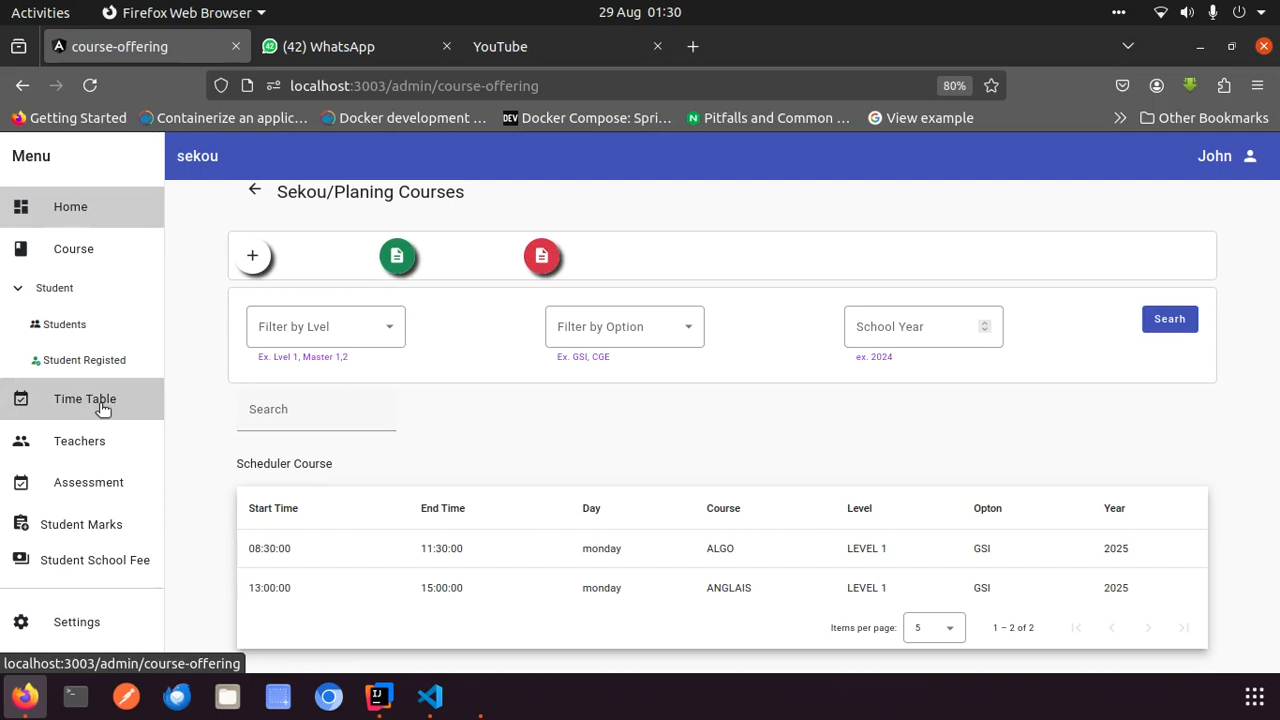 Activities Firefox Web Browser 29 Aug 01:30
course-offering (42) WhatsApp YouTube
localhost:3003/admin/course-offering 80%
Getting Started Containerize an applic... Docker development ... DEV Docker Compose: Spri... Pitfalls and Common ... View example Other Bookmarks
Menu sekou John
Sekou/Planing Courses
Home
Course
Student
Students
Student Registed
Time Table
Teachers
Assessment
Student Marks
Student School Fee
Settings
Filter by Lvel Filter by Option School Year Searh
Ex. Lvel 1, Master 1,2 Ex. GSI, CGE ex. 2024
Search
Scheduler Course
Start Time End Time Day Course Level Opton Year
08:30:00 11:30:00 monday ALGO LEVEL 1 GSI 2025
13:00:00 15:00:00 monday ANGLAIS LEVEL 1 GSI 2025
Items per page: 5 1 – 2 of 2
localhost:3003/admin/course-offering